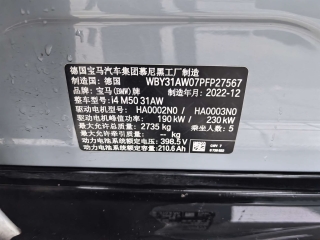 德国宝马汽车集团慕尼黑工厂制造
制造国: 德国 WBY31AW07PFP27567
品牌: 宝马(BMW)牌 制造年月: 2022-12
整车型号: i4 M50 31AW
驱动电机型号: HA0002N0 / HA0003N0
驱动电机峰值功率: 190 kW / 230 kW
最大允许总质量: 2735 kg 乘坐人数: 5
动力电池系统额定电压: 398.5 V
动力电池系统额定容量: 210.6 Ah